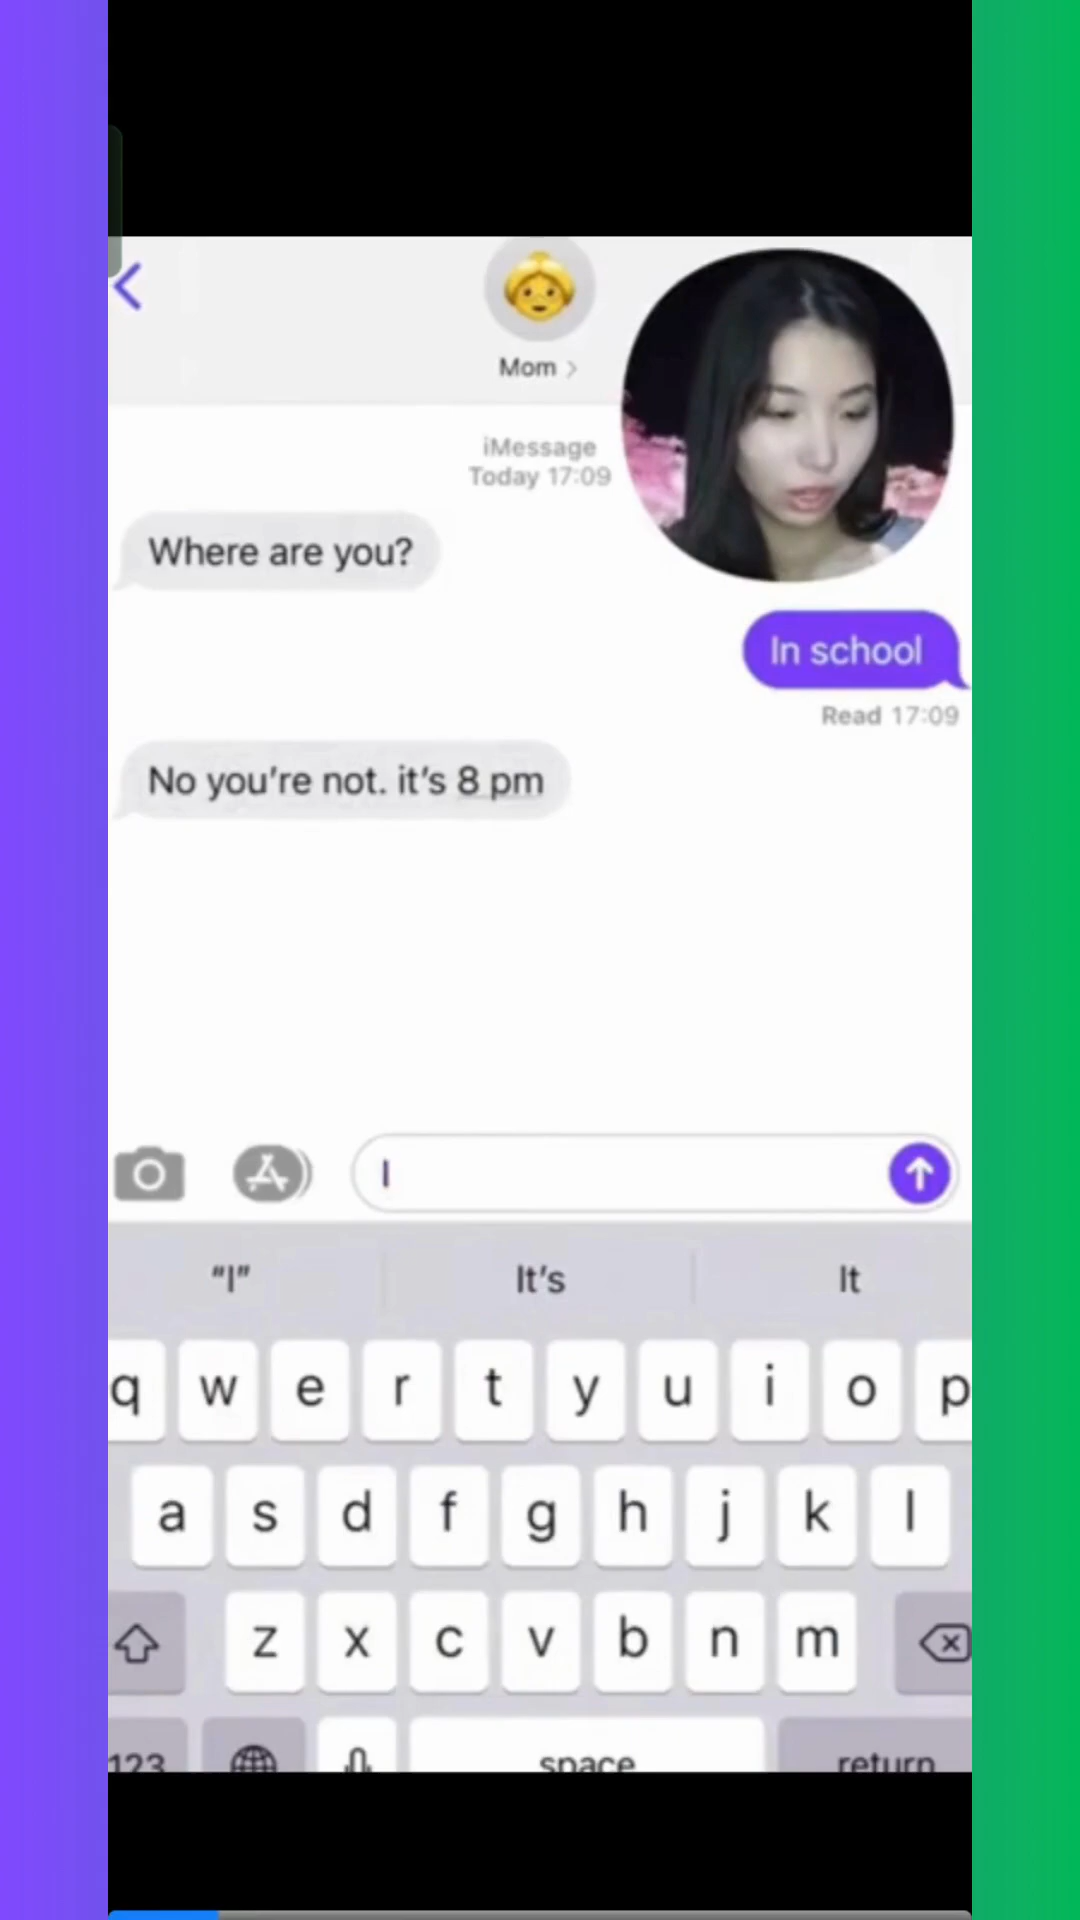 Mom
iMessage
Today 17:09
Where are you?
In school
Read 17:09
No you're not. it's 8 pm
I
"I" It's It
q w e r t y u i o p
a s d f g h j k l
z x c v b n m
123 space return